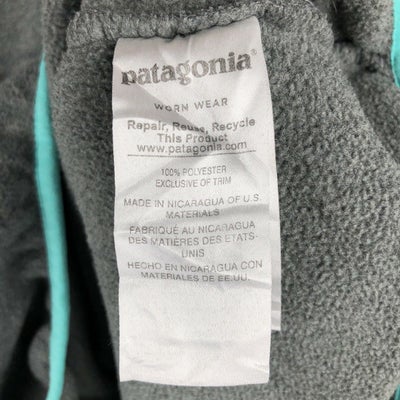 patagonia®
WORN WEAR
Repair, Reuse, Recycle
This Product
www.patagonia.com
100% POLYESTER
EXCLUSIVE OF TRIM
MADE IN NICARAGUA OF U.S.
MATERIALS
FABRIQUÉ AU NICARAGUA
DES MATIÈRES DES ETATS-
UNIS
HECHO EN NICARAGUA CON
MATERIALES DE EE.UU.